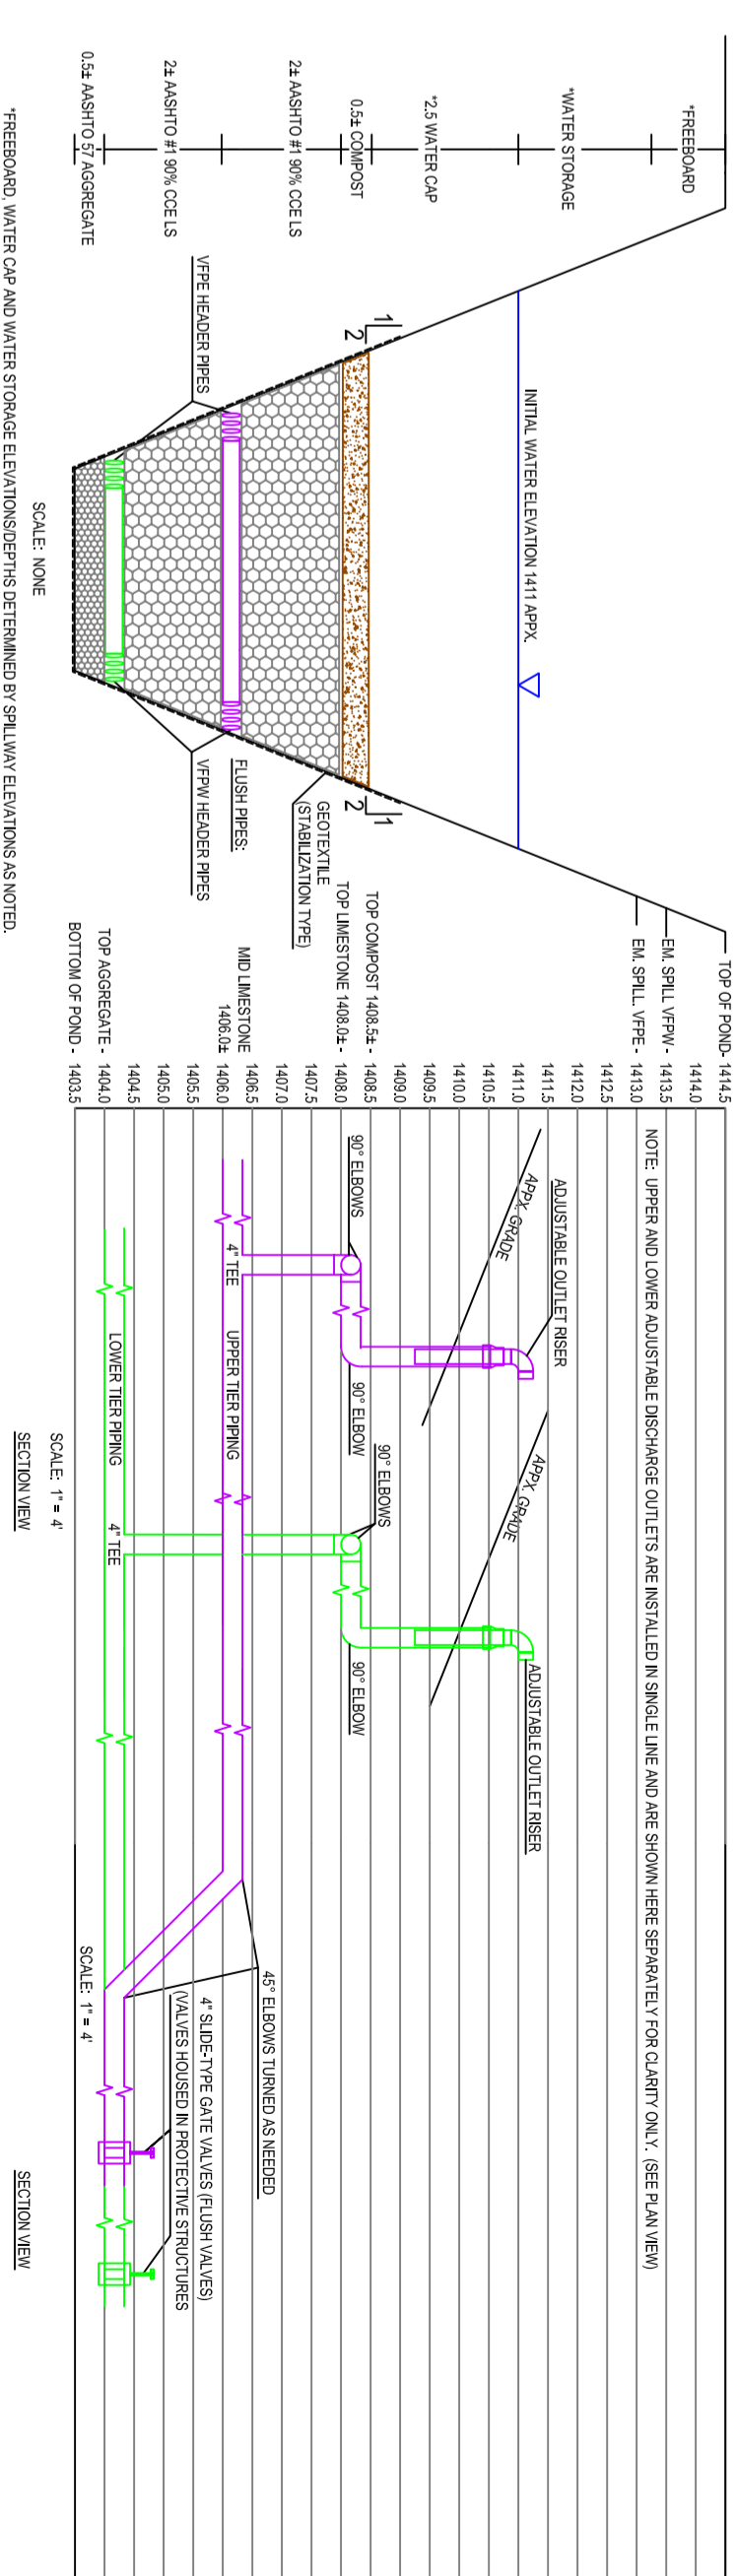 *FREEBOARD
*WATER STORAGE
*2.5 WATER CAP
0.5± COMPOST
2± AASHTO #1 90% CCE LS
2± AASHTO #1 90% CCE LS
0.5± AASHTO 57 AGGREGATE
INITIAL WATER ELEVATION 1411 APPX.
1
2
1
2
VFPE HEADER PIPES
FLUSH PIPES:
VFPW HEADER PIPES
GEOTEXTILE
(STABILIZATION TYPE)
SCALE: NONE
*FREEBOARD, WATER CAP AND WATER STORAGE ELEVATIONS/DEPTHS DETERMINED BY SPILLWAY ELEVATIONS AS NOTED.
TOP OF POND- 1414.5
1414.0
EM. SPILL VFPW - 1413.5
EM. SPILL. VFPE - 1413.0
1412.5
1412.0
1411.5
1411.0
1410.5
1410.0
1409.5
1409.0
TOP COMPOST 1408.5± - 1408.5
TOP LIMESTONE 1408.0± - 1408.0
1407.5
1407.0
1406.5
MID LIMESTONE
1406.0± 1406.0
1405.5
1405.0
1404.5
TOP AGGREGATE - 1404.0
BOTTOM OF POND - 1403.5
NOTE: UPPER AND LOWER ADJUSTABLE DISCHARGE OUTLETS ARE INSTALLED IN SINGLE LINE AND ARE SHOWN HERE SEPARATELY FOR CLARITY ONLY. (SEE PLAN VIEW)
ADJUSTABLE OUTLET RISER
APPX. GRADE
90° ELBOWS
90° ELBOW
4" TEE
UPPER TIER PIPING
APPX. GRADE
ADJUSTABLE OUTLET RISER
90° ELBOWS
90° ELBOW
LOWER TIER PIPING
4" TEE
SCALE: 1" = 4'
SECTION VIEW
45° ELBOWS TURNED AS NEEDED
4" SLIDE-TYPE GATE VALVES (FLUSH VALVES)
(VALVES HOUSED IN PROTECTIVE STRUCTURES
SCALE: 1" = 4'
SECTION VIEW